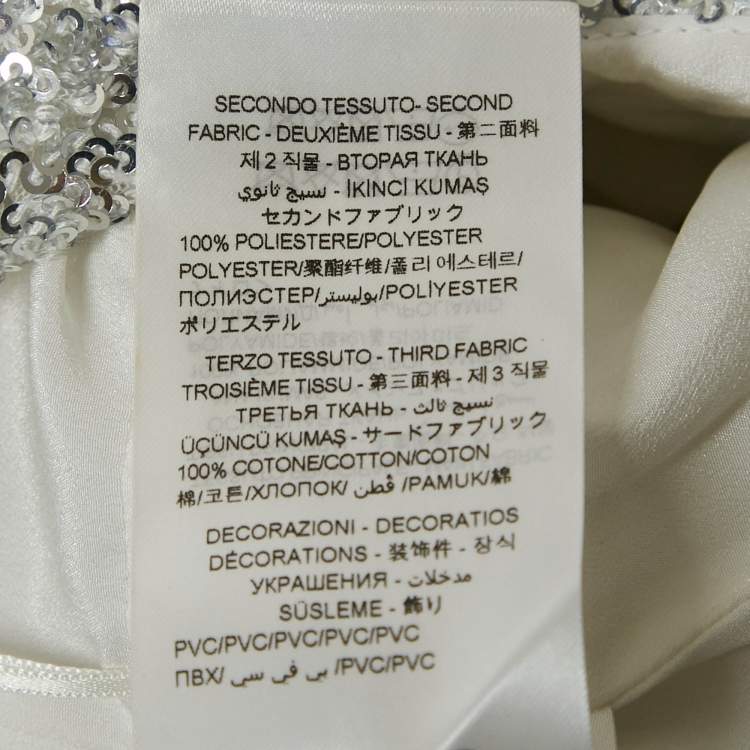 SECONDO TESSUTO- SECOND
FABRIC - DEUXIÈME TISSU - 第二面料
제 2 직물 - ВТОРАЯ ТКАНЬ
نسيج ثانوي - İKINCI KUMAŞ
セカンドファブリック
100% POLIESTERE/POLYESTER
POLYESTER/聚酯纤维/폴리에스테르/
ПОЛИЭСТЕР/بوليستر/POLİYESTER
ポリエステル
TERZO TESSUTO - THIRD FABRIC
TROISIÈME TISSU - 第三面料 - 제 3 직물
ТРЕТЬЯ ТКАНЬ - نسيج ثالث
ÜÇÜNCÜ KUMAŞ - サードファブリック
100% COTONE/COTTON/COTON
棉/코튼/ХЛОПОК/ قطن /PAMUK/綿
DECORAZIONI - DECORATIOS
DÉCORATIONS - 装饰件 - 장식
УКРАШЕНИЯ - مدخلات
SÜSLEME - 飾り
PVC/PVC/PVC/PVC/PVC
ПВХ/ بي في سي /PVC/PVC